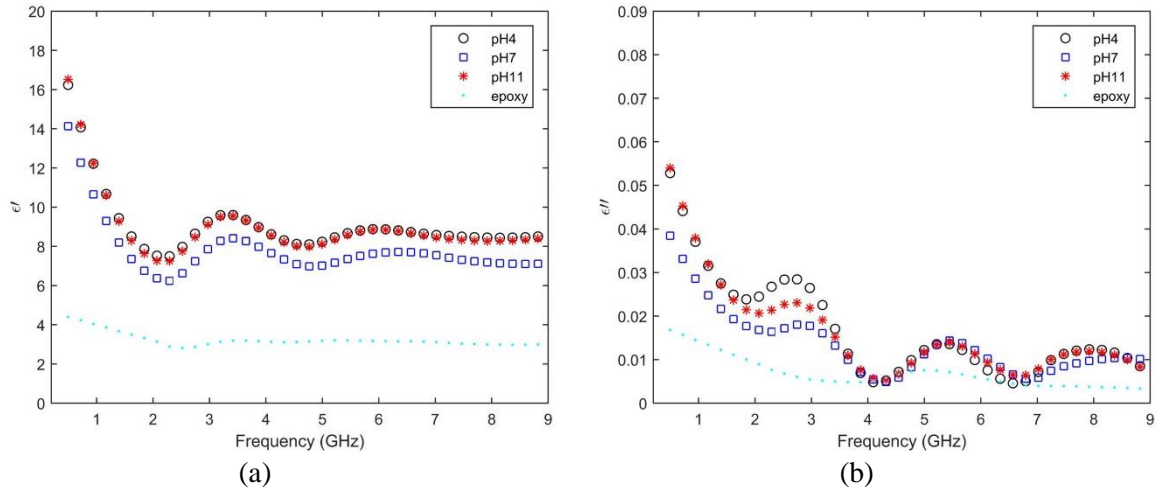 20
18
16
14
12
10
8
6
4
2
0
ϵ′
pH4
pH7
pH11
epoxy
1 2 3 4 5 6 7 8 9
Frequency (GHz)
(a)
0.09
0.08
0.07
0.06
0.05
0.04
0.03
0.02
0.01
0
ϵ′′
pH4
pH7
pH11
epoxy
1 2 3 4 5 6 7 8 9
Frequency (GHz)
(b)